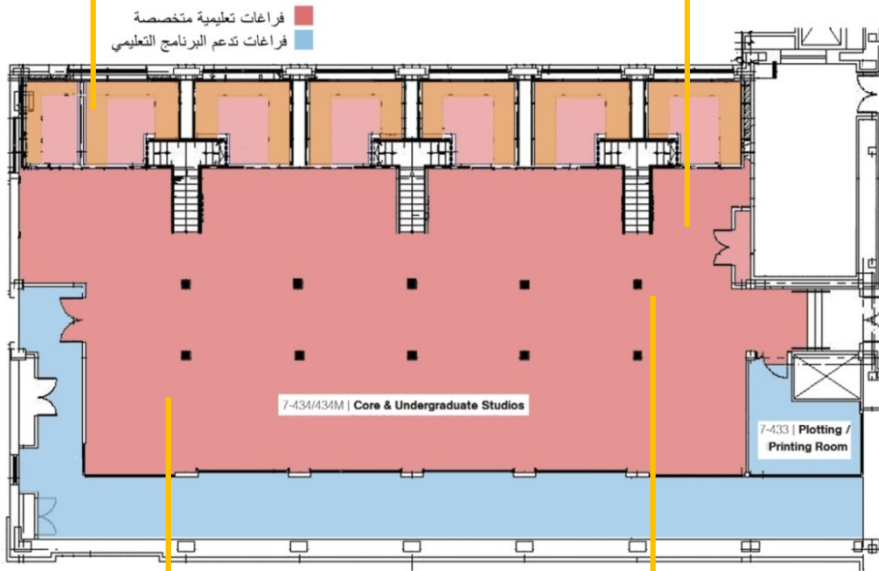 فراغات تعليمية متخصصة
فراغات تدعم البرنامج التعليمي
7-434/434M | Core & Undergraduate Studios
7-433 | Plotting /
Printing Room